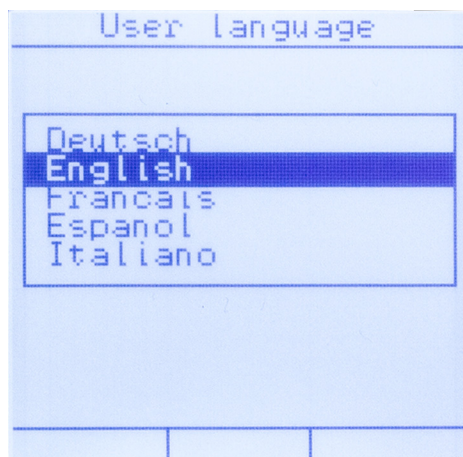 User language
Deutsch
English
Francais
Espanol
Italiano